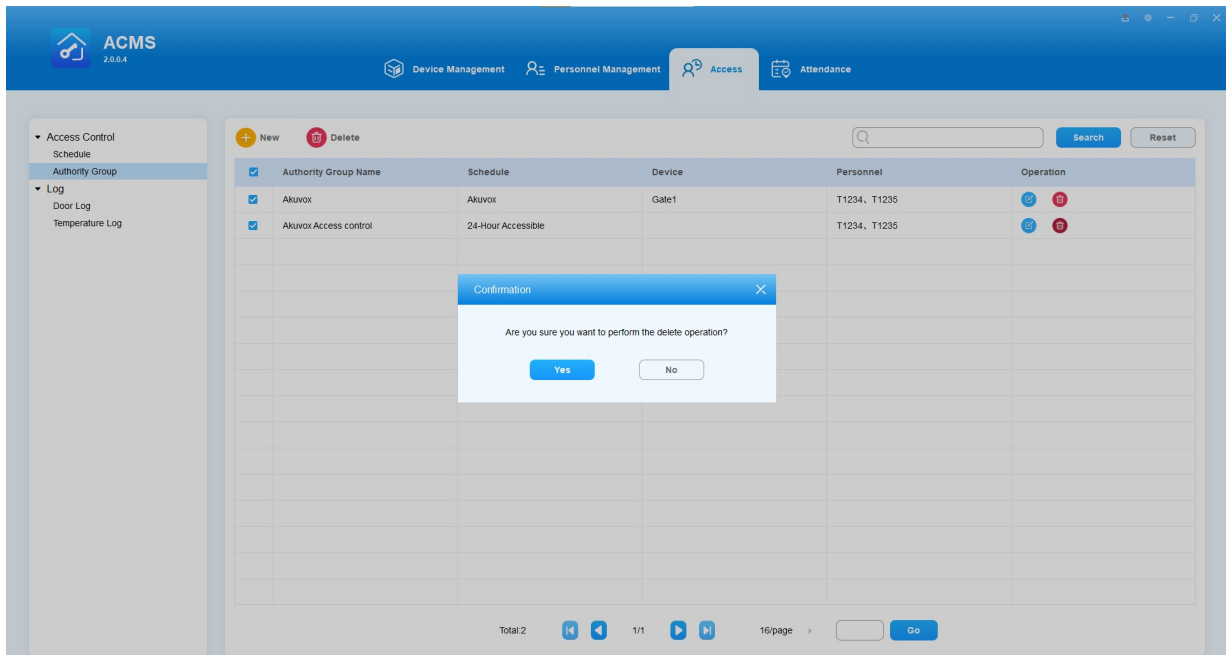 ACMS
2.0.0.4
Device Management Personnel Management Access Attendance
Access Control
Schedule
Authority Group
Log
Door Log
Temperature Log
New Delete Search Reset
Authority Group Name Schedule Device Personnel Operation
Akuvox Akuvox Gate1 T1234、T1235
Akuvox Access control 24-Hour Accessible T1234、T1235
Confirmation
Are you sure you want to perform the delete operation?
Yes No
Total:2 1/1 16/page Go